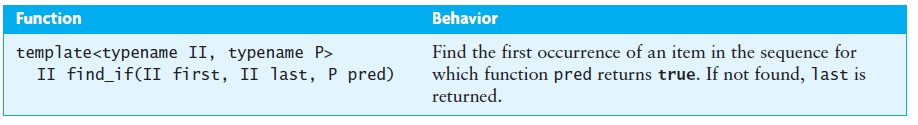 Function Behavior
template<typename II, typename P> Find the first occurrence of an item in the sequence for
II find_if(II first, II last, P pred) which function pred returns true. If not found, last is
returned.